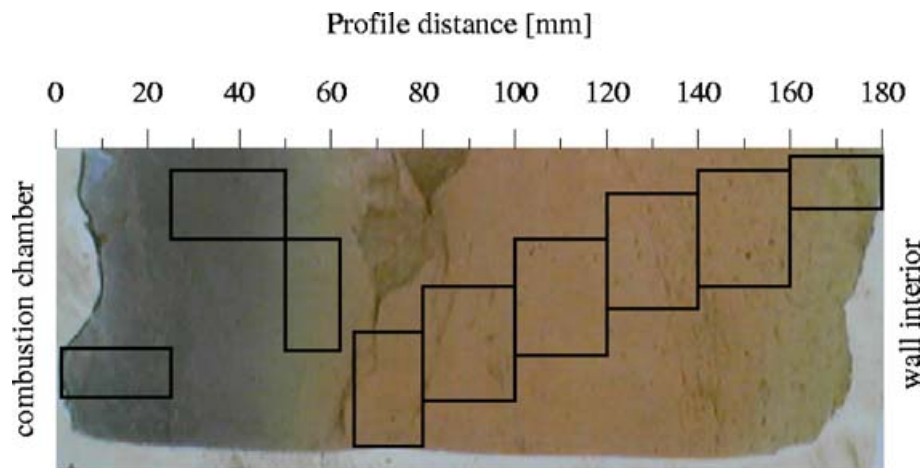 Profile distance [mm]
0 20 40 60 80 100 120 140 160 180
combustion chamber
wall interior